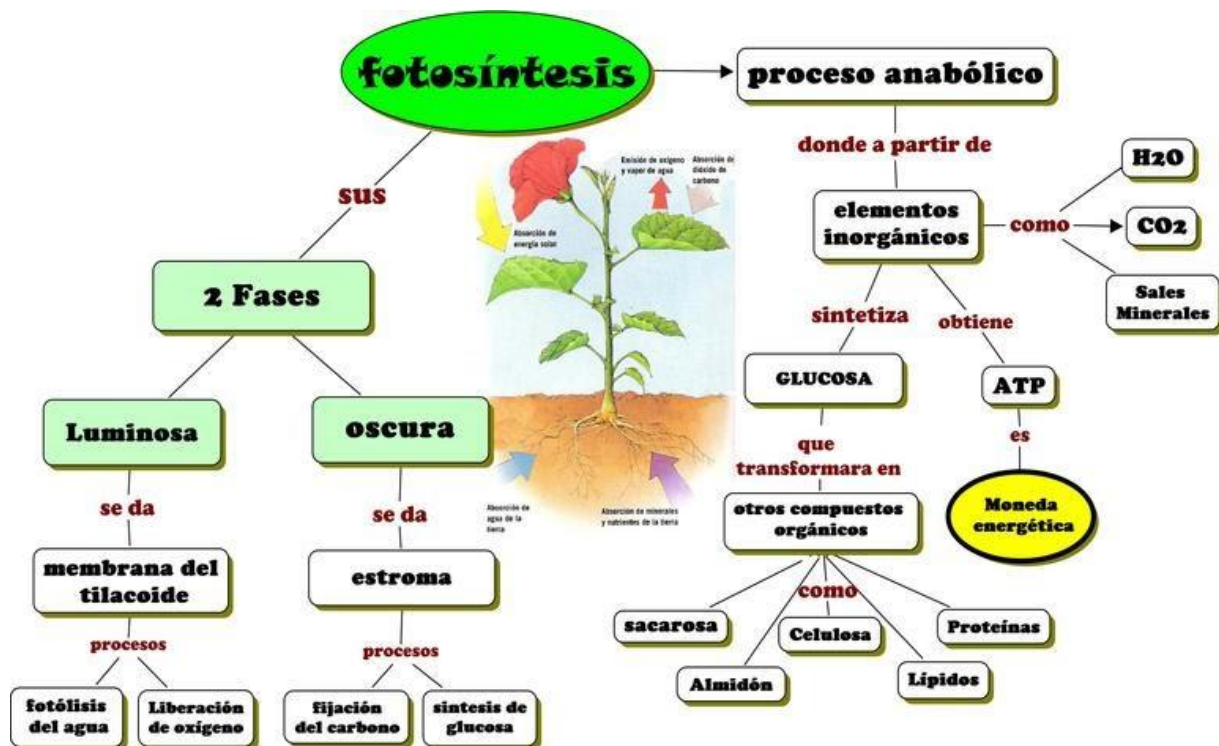 fotosíntesis
proceso anabólico
donde a partir de
H2O
elementos
inorgánicos
como
CO2
Sales
Minerales
sus
Emisión de oxígeno
y vapor de agua
Absorción de
dióxido de
carbono
Absorción de
energía solar
2 Fases
sintetiza
obtiene
GLUCOSA
ATP
Luminosa
oscura
que
transformara en
es
Moneda
energética
otros compuestos
orgánicos
Absorción de
agua de la
tierra
Absorción de minerales
y nutrientes de la tierra
se da
se da
membrana del
tilacoide
estroma
como
sacarosa
Celulosa
Proteínas
Almidón
Lípidos
procesos
procesos
fotólisis
del agua
Liberación
de oxígeno
fijación
del carbono
sintesis de
glucosa